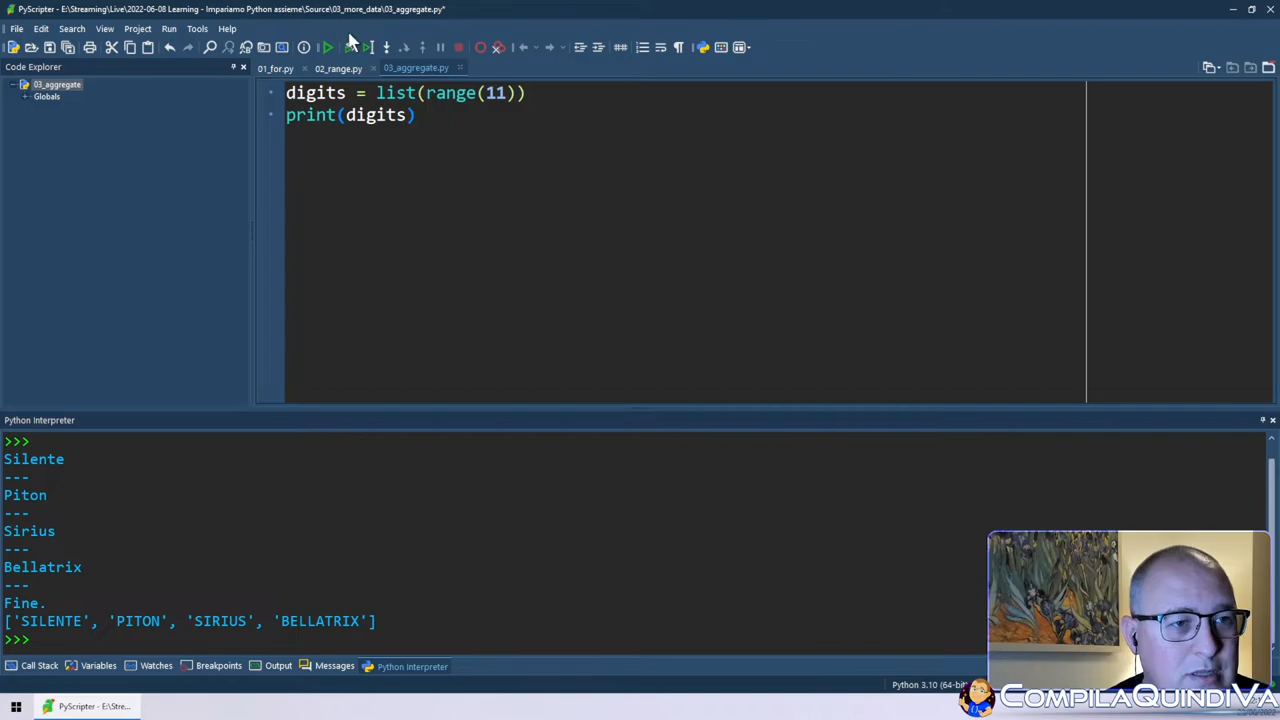 PyScripter - E:\Streaming\Live\2022-06-08 Learning - Impariamo Python assieme\Source\03_more_data\03_aggregate.py*
File Edit Search View Project Run Tools Help
Code Explorer
01_for.py 02_range.py 03_aggregate.py
03_aggregate
Globals
digits = list(range(11))
print(digits)
Python Interpreter
>>>
Silente
---
Piton
---
Sirius
---
Bellatrix
---
Fine.
['SILENTE', 'PITON', 'SIRIUS', 'BELLATRIX']
>>>
Call Stack Variables Watches Breakpoints Output Messages Python Interpreter
Python 3.10 (64-bit)
CompilaQuindiVa
PyScripter - E:\Stre...